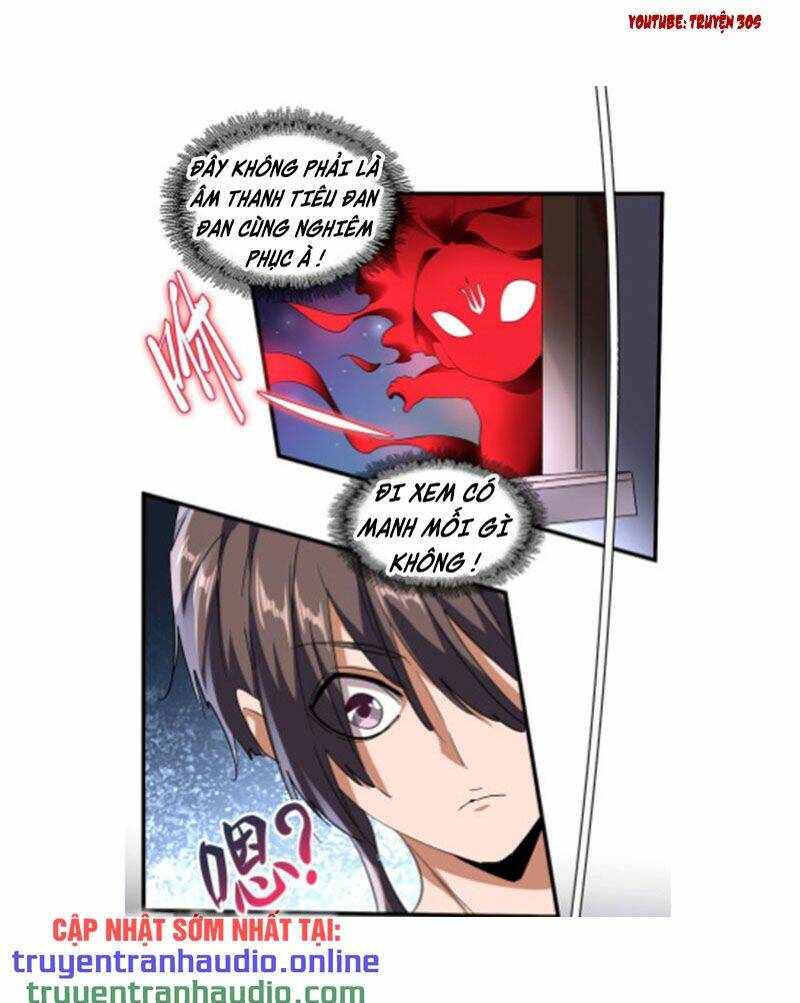 YOUTUBE: TRUYỆN 30S
ĐÂY KHÔNG PHẢI LÀ
ÂM THANH TIÊU ĐAN
ĐAN CÙNG NGHIÊM
PHỤC À !
ĐI XEM CÓ
MANH MỐI GÌ
KHÔNG !
嗯?
CẬP NHẬT SỚM NHẤT TẠI:
truyentranhaudio.online
truyentranhaudio.com